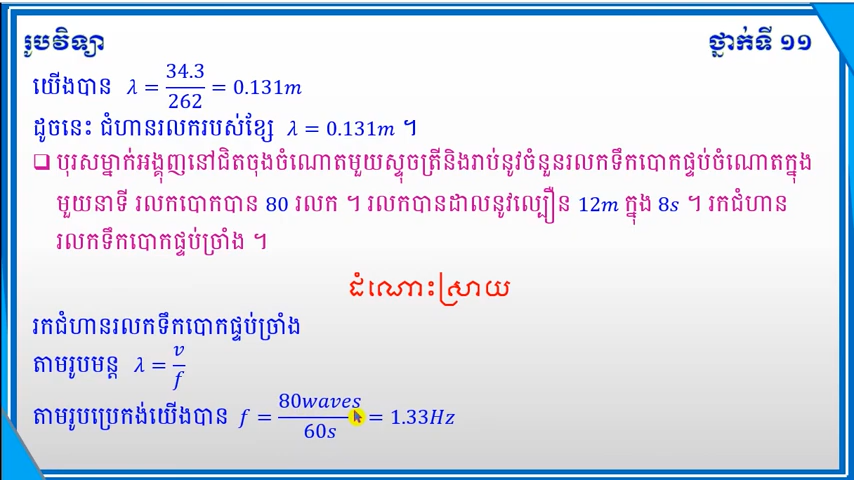 រូបវិទ្យា
ថ្នាក់ទី ១១
យើងបាន λ = 34.3/262 = 0.131m
ដូចនេះ ជំហានរលករបស់ខ្សែ λ = 0.131m ។
❑ បុរសម្នាក់អង្គុញនៅជិតចុងចំណោតមួយស្ទុចត្រីនិងរាប់នូវចំនួនរលកទឹកបោកផ្ទប់ចំណោតក្នុង
មួយនាទី រលកបោកបាន 80 រលក ។ រលកបានដាលនូវល្បឿន 12m ក្នុង 8s ។ រកជំហាន
រលកទឹកបោកផ្ទប់ច្រាំង ។
ដំណោះស្រាយ
រកជំហានរលកទឹកបោកផ្ទប់ច្រាំង
តាមរូបមន្ត λ = v/f
តាមរូបប្រេកង់យើងបាន f = 80waves/60s = 1.33Hz